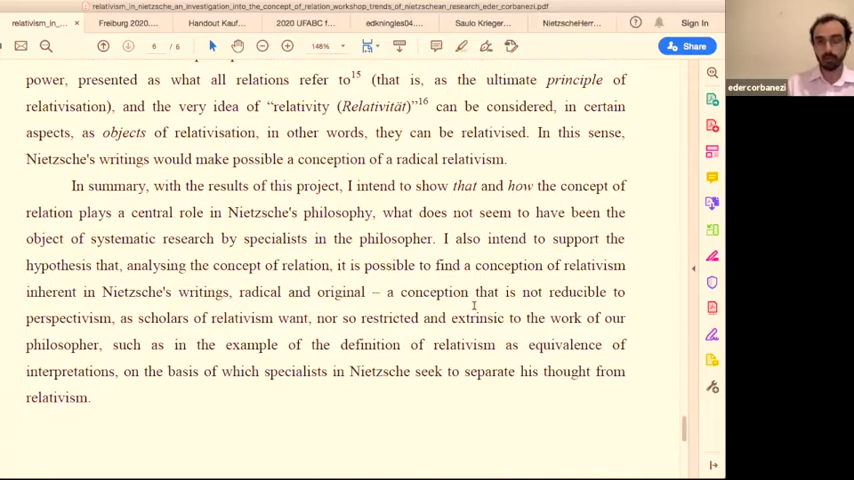 relativism_in_nietzsche_an_investigation_into_the_concept_of_relation_workshop_trends_of_nietzschean_research_eder_corbanezi.pdf
relativism_in_... × Freiburg 2020.... Handout Kauf... 2020 UFABC f... edkningles04.... Saulo Krieger... NietzscheHerr... Sign In
6 / 6 148% Share
power, presented as what all relations refer to15 (that is, as the ultimate principle of
relativisation), and the very idea of “relativity (Relativität)”16 can be considered, in certain
aspects, as objects of relativisation, in other words, they can be relativised. In this sense,
Nietzsche's writings would make possible a conception of a radical relativism.
In summary, with the results of this project, I intend to show that and how the concept of
relation plays a central role in Nietzsche's philosophy, what does not seem to have been the
object of systematic research by specialists in the philosopher. I also intend to support the
hypothesis that, analysing the concept of relation, it is possible to find a conception of relativism
inherent in Nietzsche's writings, radical and original – a conception that is not reducible to
perspectivism, as scholars of relativism want, nor so restricted and extrinsic to the work of our
philosopher, such as in the example of the definition of relativism as equivalence of
interpretations, on the basis of which specialists in Nietzsche seek to separate his thought from
relativism.
edercorbanezi